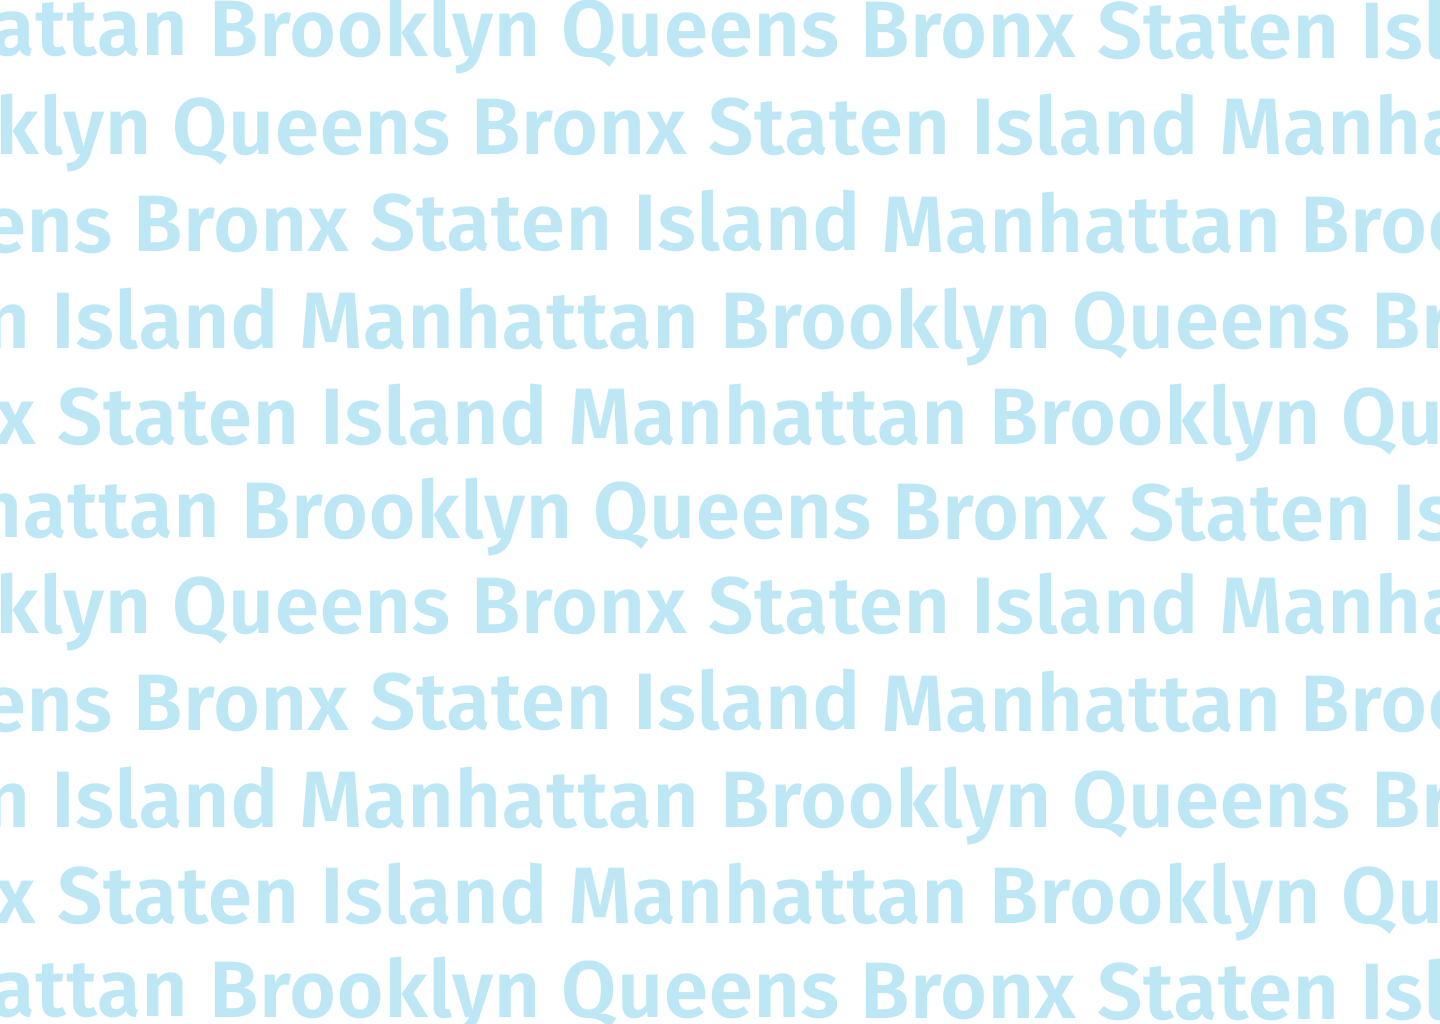 attan Brooklyn Queens Bronx Staten Isl
klyn Queens Bronx Staten Island Manha
ens Bronx Staten Island Manhattan Broo
n Island Manhattan Brooklyn Queens Br
x Staten Island Manhattan Brooklyn Qu
hattan Brooklyn Queens Bronx Staten Is
klyn Queens Bronx Staten Island Manha
ens Bronx Staten Island Manhattan Broo
n Island Manhattan Brooklyn Queens Br
x Staten Island Manhattan Brooklyn Qu
attan Brooklyn Queens Bronx Staten Isl